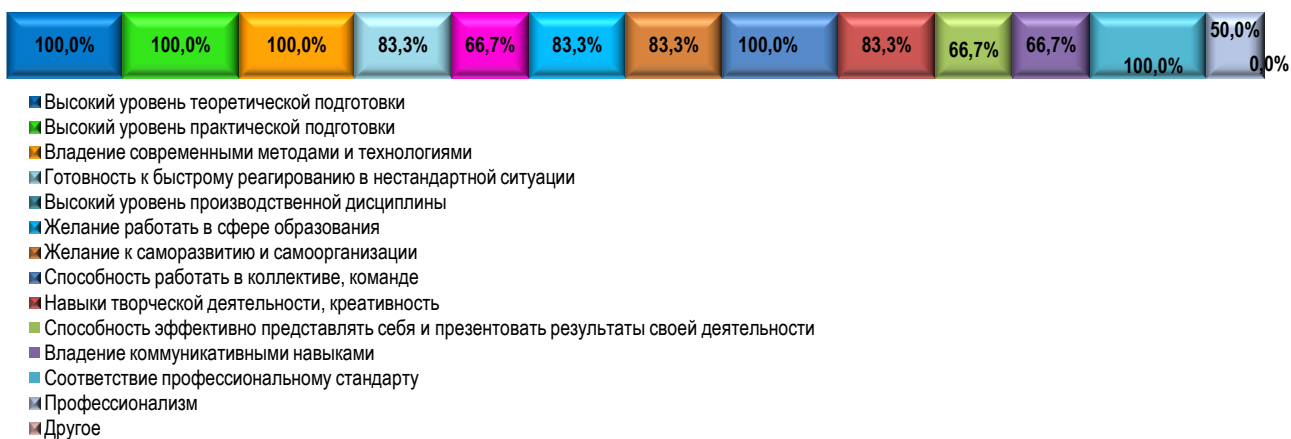 100,0% 100,0% 100,0% 83,3% 66,7% 83,3% 83,3% 100,0% 83,3% 66,7% 66,7% 100,0% 50,0% 0,0%
Высокий уровень теоретической подготовки
Высокий уровень практической подготовки
Владение современными методами и технологиями
Готовность к быстрому реагированию в нестандартной ситуации
Высокий уровень производственной дисциплины
Желание работать в сфере образования
Желание к саморазвитию и самоорганизации
Способность работать в коллективе, команде
Навыки творческой деятельности, креативность
Способность эффективно представлять себя и презентовать результаты своей деятельности
Владение коммуникативными навыками
Соответствие профессиональному стандарту
Профессионализм
Другое